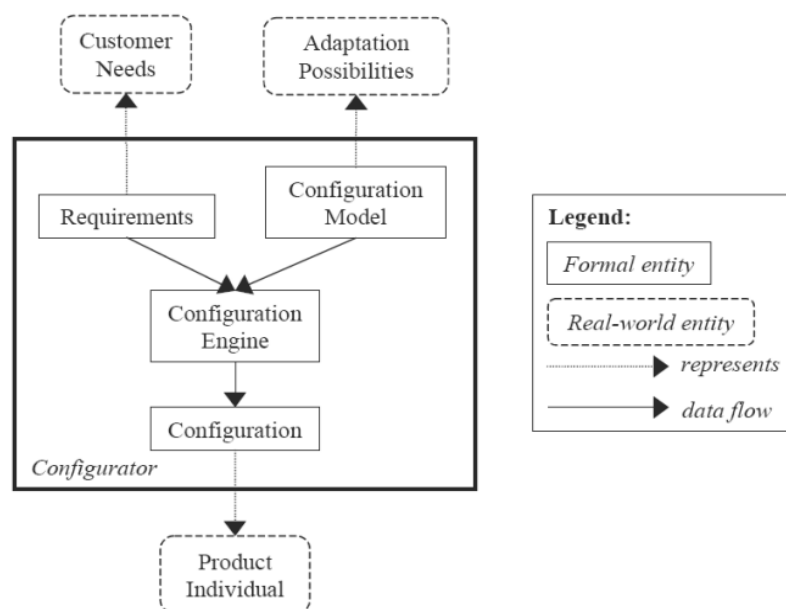 Customer
Needs
Adaptation
Possibilities
Requirements
Configuration
Model
Configuration
Engine
Configuration
Configurator
Product
Individual
Legend:
Formal entity
Real-world entity
represents
data flow